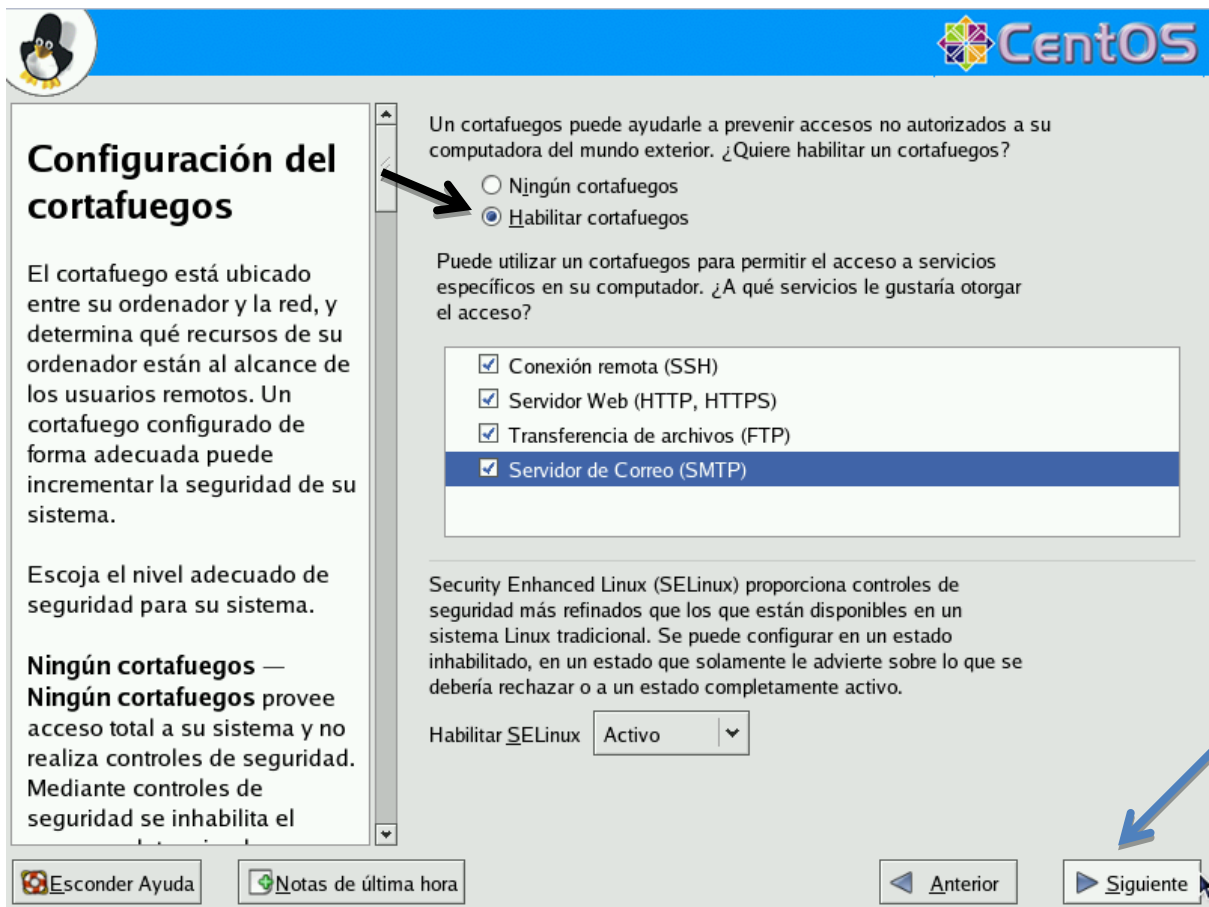 CentOS
Configuración del
cortafuegos
El cortafuego está ubicado
entre su ordenador y la red, y
determina qué recursos de su
ordenador están al alcance de
los usuarios remotos. Un
cortafuego configurado de
forma adecuada puede
incrementar la seguridad de su
sistema.
Escoja el nivel adecuado de
seguridad para su sistema.
Ningún cortafuegos —
Ningún cortafuegos provee
acceso total a su sistema y no
realiza controles de seguridad.
Mediante controles de
seguridad se inhabilita el
Un cortafuegos puede ayudarle a prevenir accesos no autorizados a su
computadora del mundo exterior. ¿Quiere habilitar un cortafuegos?
Ningún cortafuegos
Habilitar cortafuegos
Puede utilizar un cortafuegos para permitir el acceso a servicios
específicos en su computador. ¿A qué servicios le gustaría otorgar
el acceso?
Conexión remota (SSH)
Servidor Web (HTTP, HTTPS)
Transferencia de archivos (FTP)
Servidor de Correo (SMTP)
Security Enhanced Linux (SELinux) proporciona controles de
seguridad más refinados que los que están disponibles en un
sistema Linux tradicional. Se puede configurar en un estado
inhabilitado, en un estado que solamente le advierte sobre lo que se
debería rechazar o a un estado completamente activo.
Habilitar SELinux Activo
Esconder Ayuda Notas de última hora Anterior Siguiente